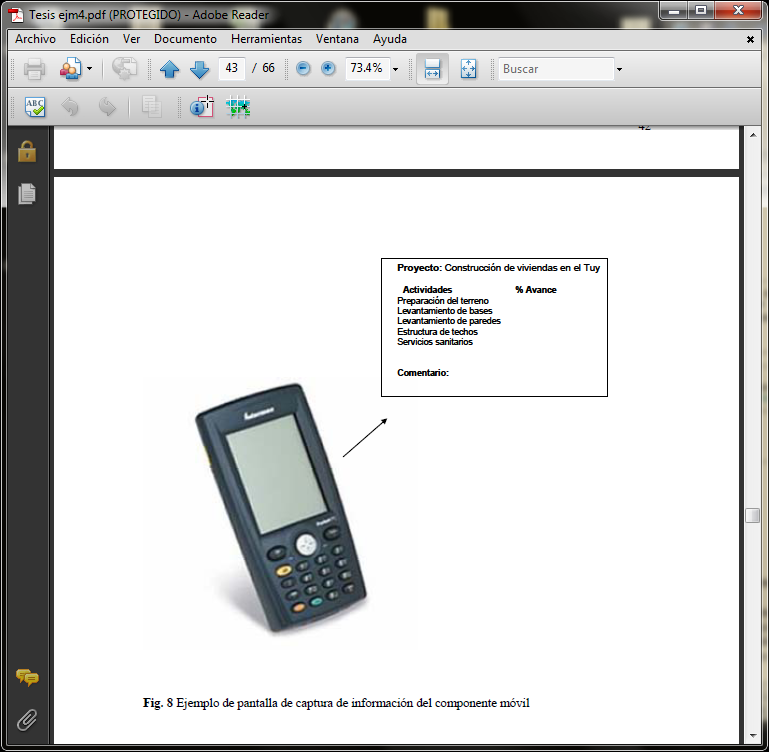 Tesis ejm4.pdf (PROTEGIDO) - Adobe Reader
Archivo Edición Ver Documento Herramientas Ventana Ayuda
43 / 66 73.4% Buscar
ABC
42
Proyecto: Construcción de viviendas en el Tuy
Actividades % Avance
Preparación del terreno
Levantamiento de bases
Levantamiento de paredes
Estructura de techos
Servicios sanitarios
Comentario:
Intermec
Fig. 8 Ejemplo de pantalla de captura de información del componente móvil